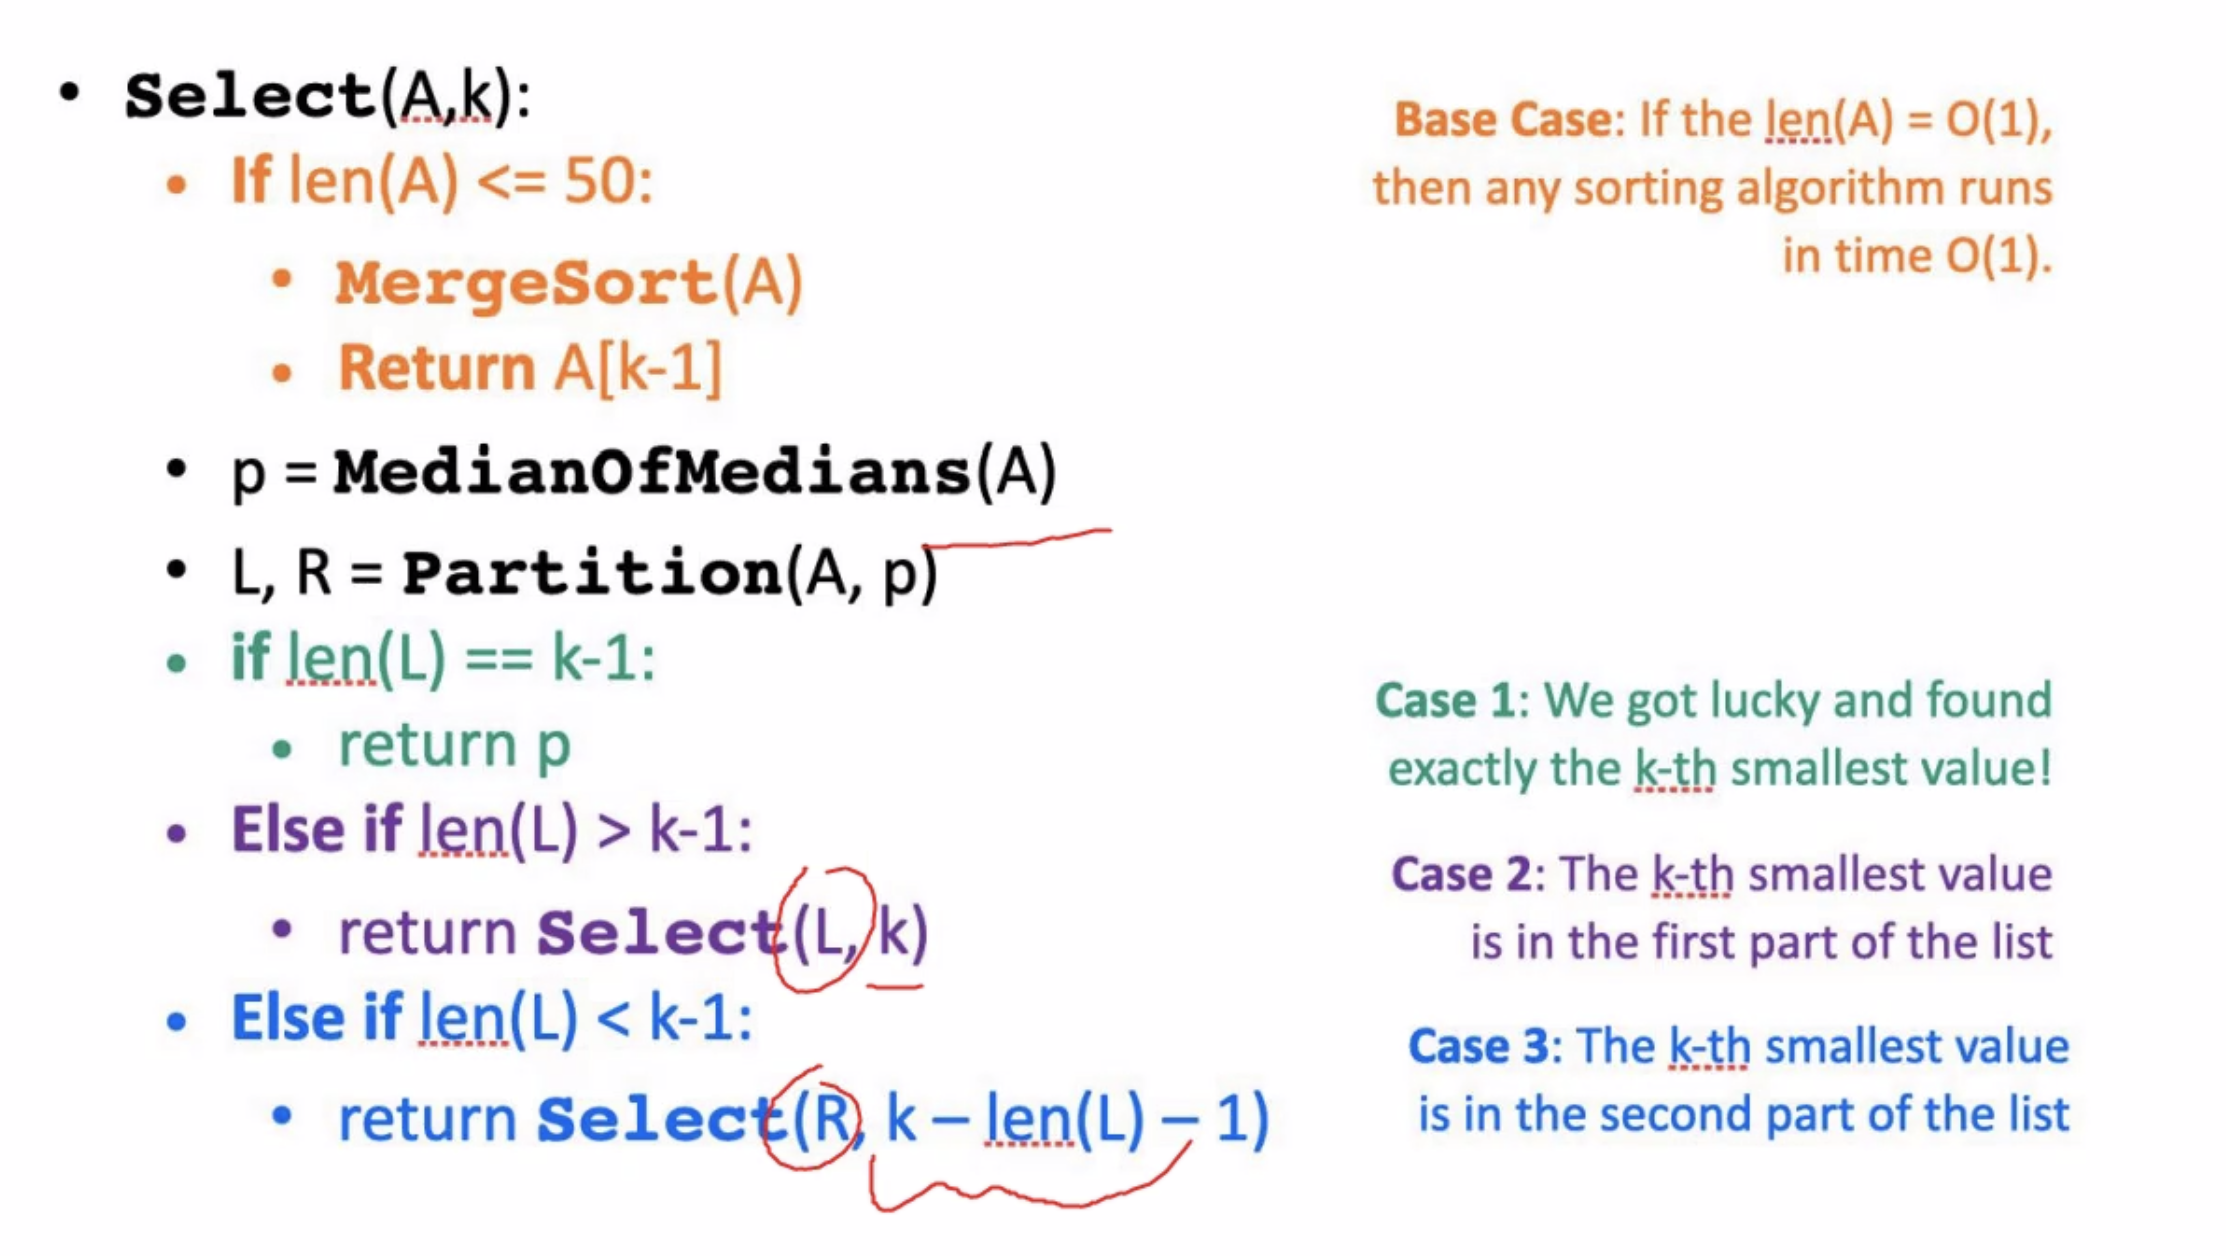 • Select(A,k):
• If len(A) <= 50:
• MergeSort(A)
• Return A[k-1]
• p = MedianOfMedians(A)
• L, R = Partition(A, p)
• if len(L) == k-1:
• return p
• Else if len(L) > k-1:
• return Select(L, k)
• Else if len(L) < k-1:
• return Select(R, k – len(L) – 1)
Base Case: If the len(A) = O(1),
then any sorting algorithm runs
in time O(1).
Case 1: We got lucky and found
exactly the k-th smallest value!
Case 2: The k-th smallest value
is in the first part of the list
Case 3: The k-th smallest value
is in the second part of the list